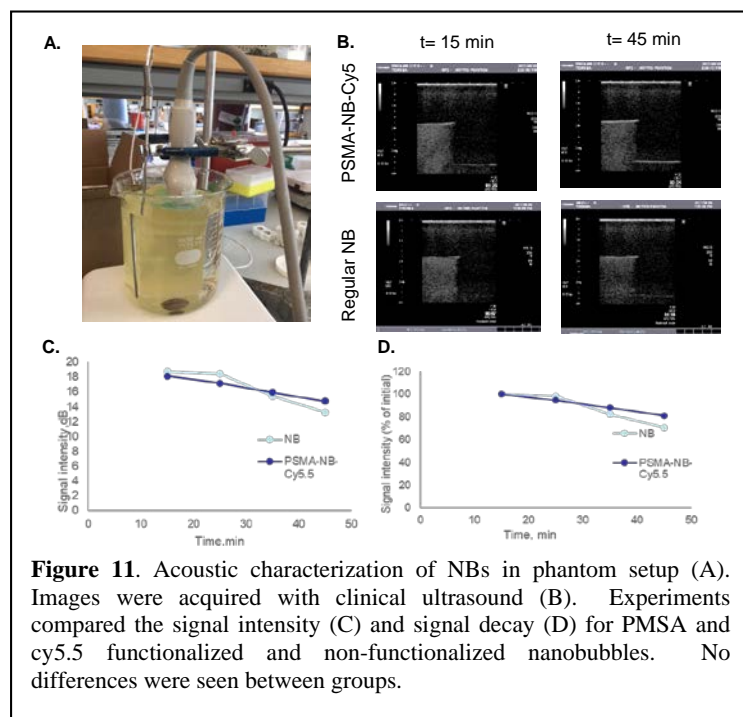 A.
B.
t= 15 min
t= 45 min
PSMA-NB-Cy5
Regular NB
C.
Signal intensity dB
20
18
16
14
12
10
8
6
4
2
0
NB
PSMA-NB-
Cy5.5
0
10
20
30
40
50
Time.min
D.
Signal intensity (% of initial)
120
100
80
60
40
20
0
NB
PSMA-NB-
Cy5.5
0
10
20
30
40
50
Time, min
Figure 11. Acoustic characterization of NBs in phantom setup (A).
Images were acquired with clinical ultrasound (B). Experiments
compared the signal intensity (C) and signal decay (D) for PMSA and
cy5.5 functionalized and non-functionalized nanobubbles. No
differences were seen between groups.